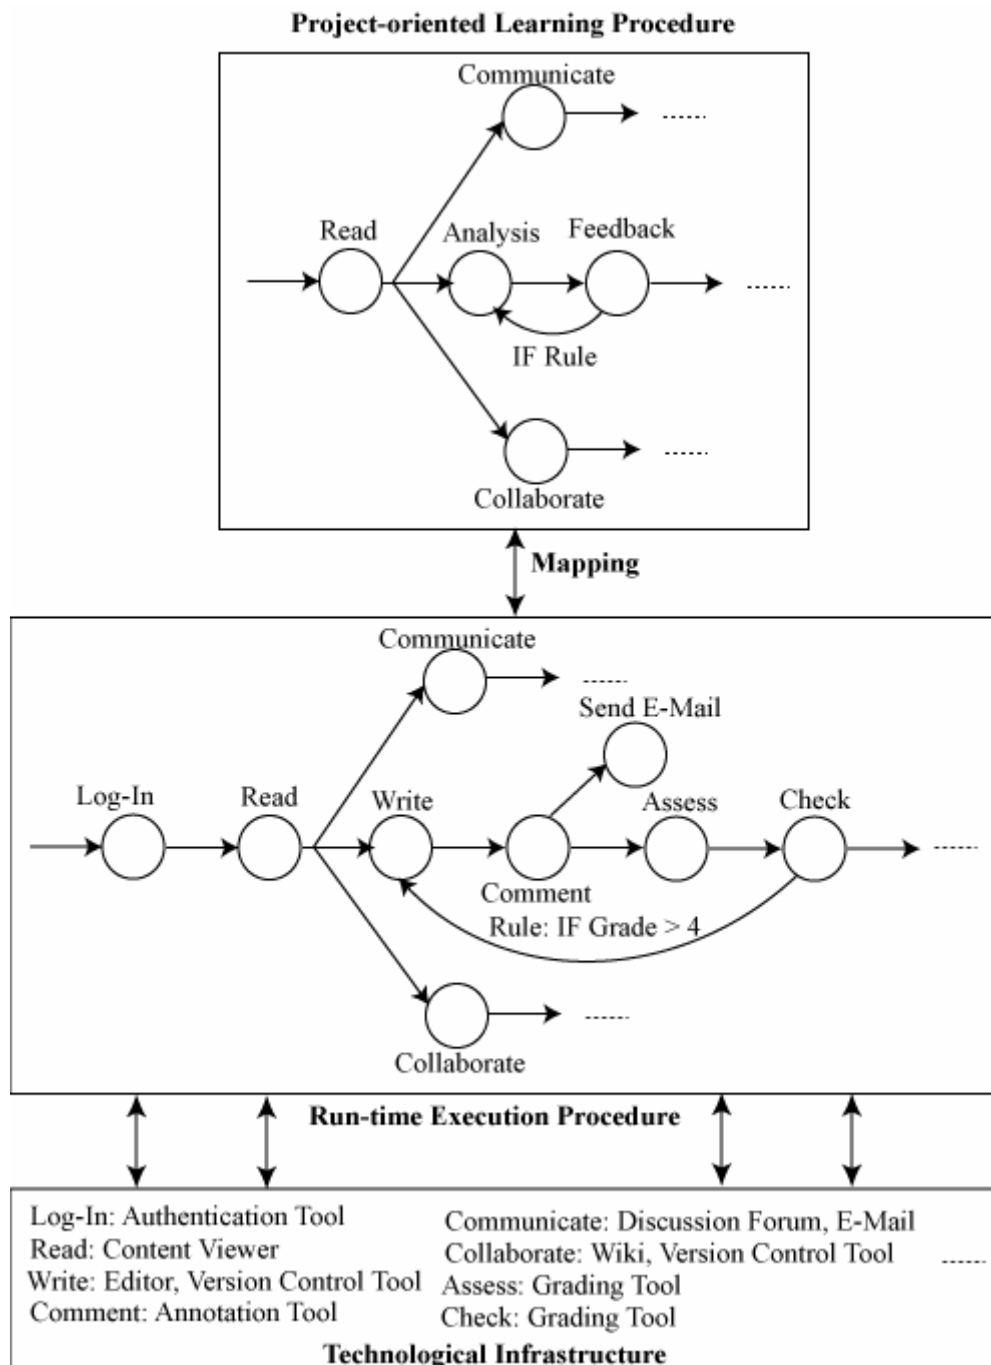 Project-oriented Learning Procedure
Communicate
Read
Analysis
Feedback
IF Rule
Collaborate
Mapping
Communicate
Send E-Mail
Log-In
Read
Write
Assess
Check
Comment
Rule: IF Grade > 4
Collaborate
Run-time Execution Procedure
Log-In: Authentication Tool
Read: Content Viewer
Write: Editor, Version Control Tool
Comment: Annotation Tool
Communicate: Discussion Forum, E-Mail
Collaborate: Wiki, Version Control Tool
Assess: Grading Tool
Check: Grading Tool
Technological Infrastructure